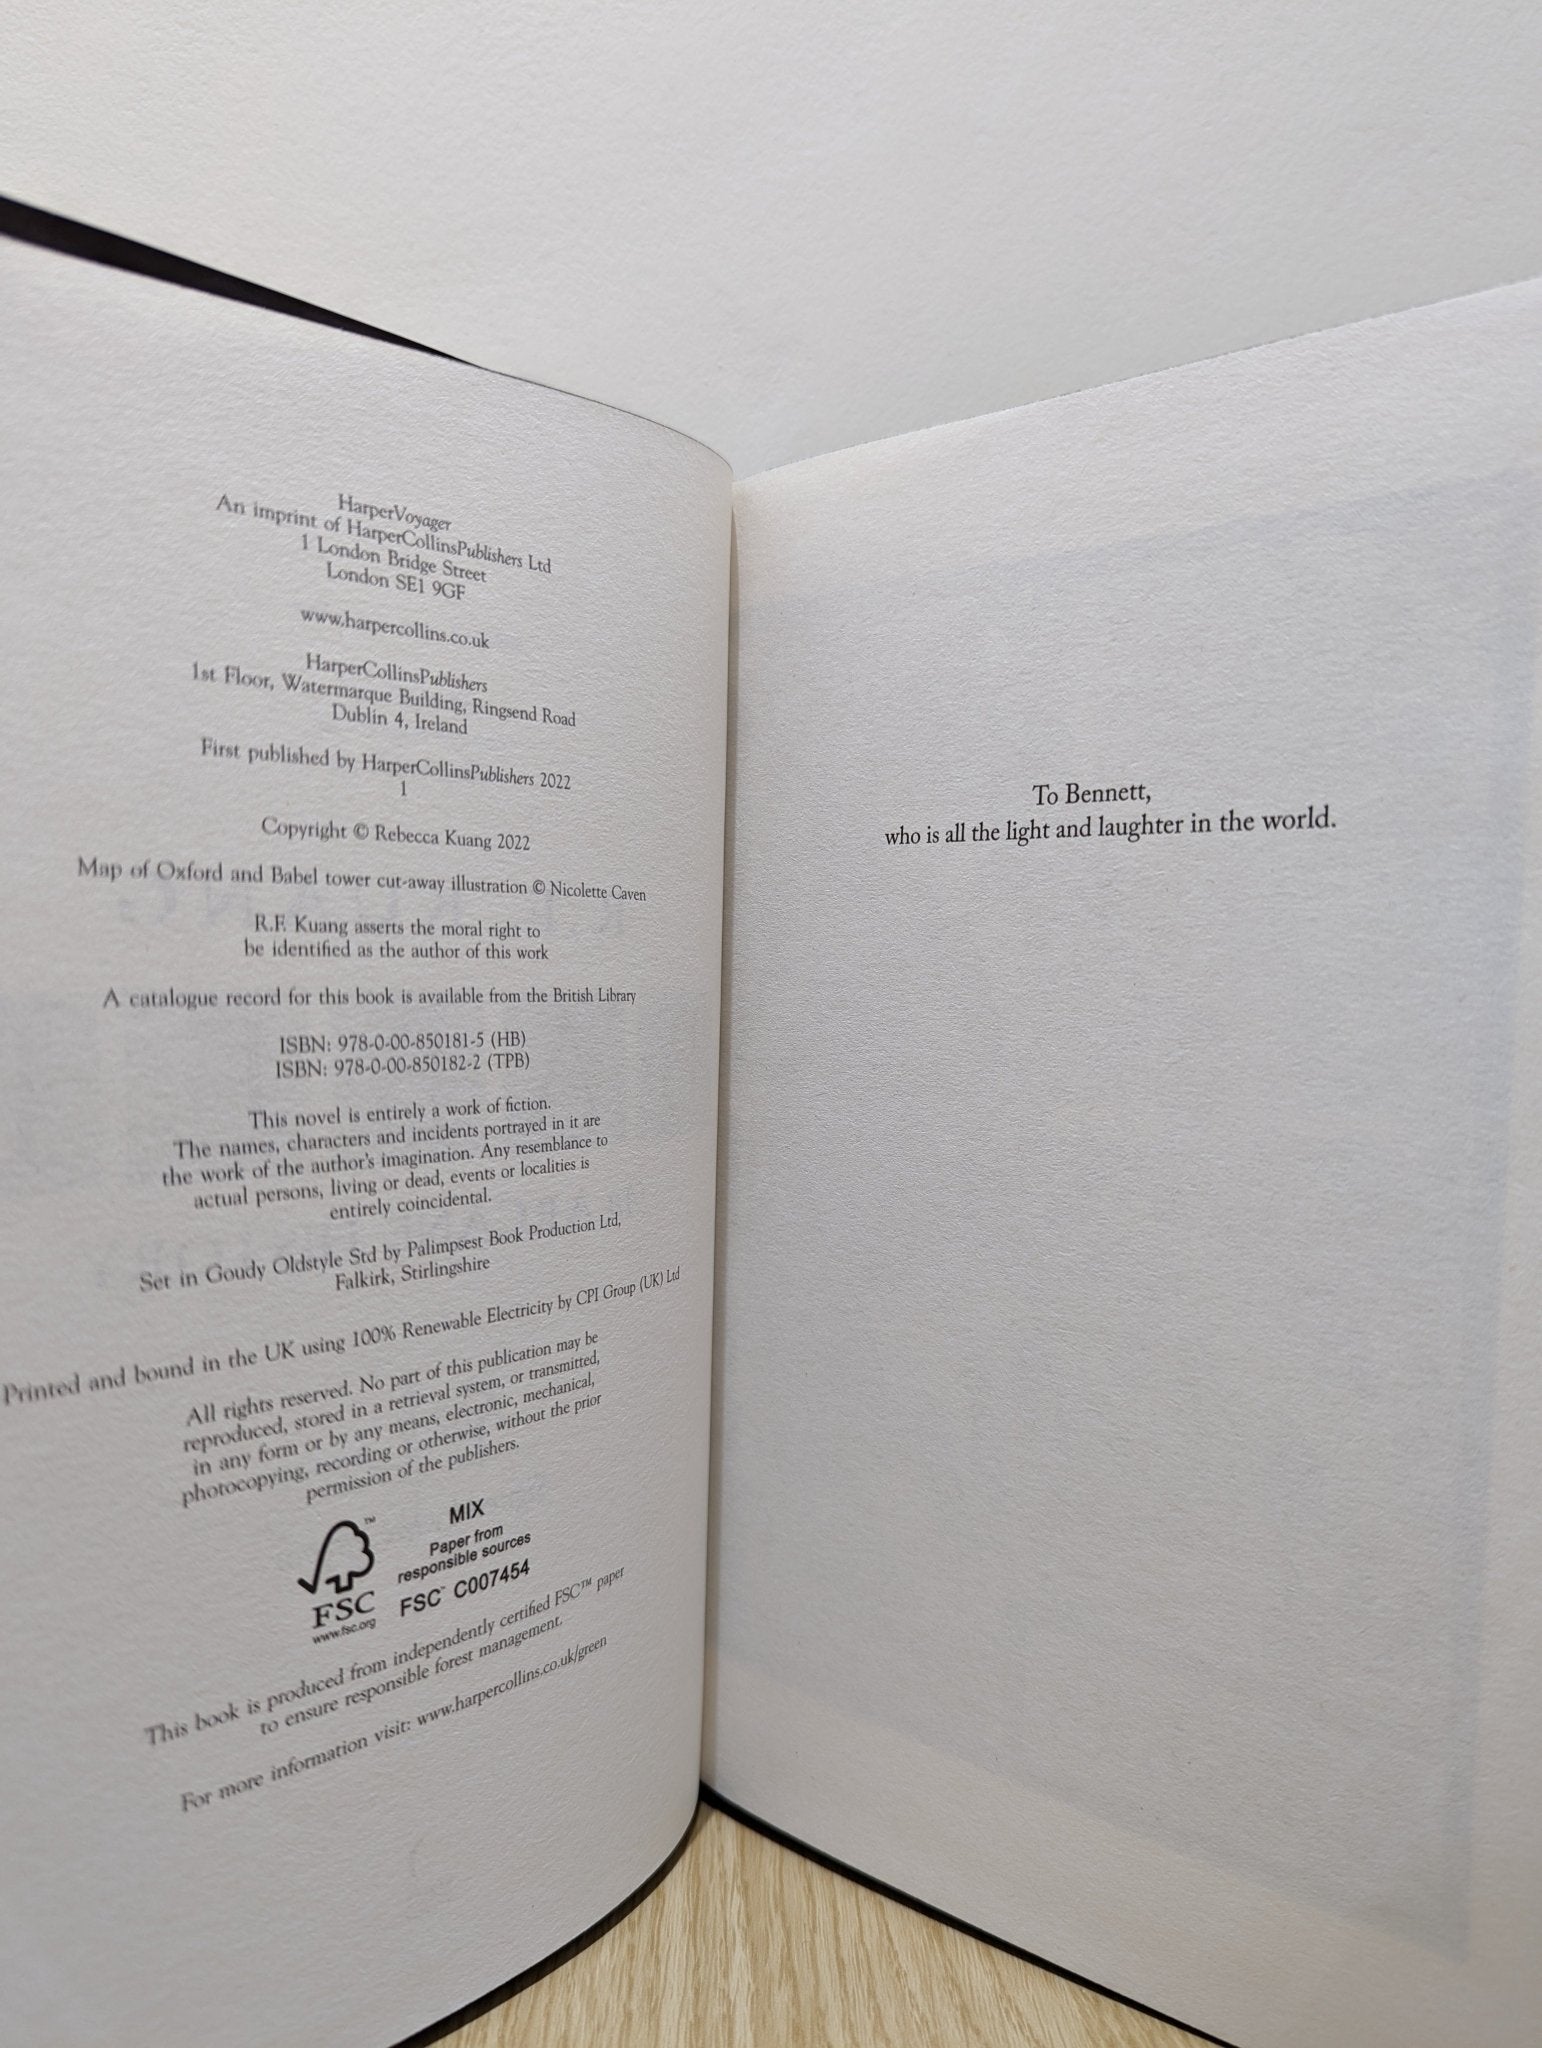 HarperVoyager
An imprint of HarperCollinsPublishers Ltd
1 London Bridge Street
London SE1 9GF
www.harpercollins.co.uk
HarperCollinsPublishers
1st Floor, Watermarque Building, Ringsend Road
Dublin 4, Ireland
First published by HarperCollinsPublishers 2022
1
Copyright © Rebecca Kuang 2022
Map of Oxford and Babel tower cut-away illustration © Nicolette Caven
R.F. Kuang asserts the moral right to
be identified as the author of this work
A catalogue record for this book is available from the British Library
ISBN: 978-0-00-850181-5 (HB)
ISBN: 978-0-00-850182-2 (TPB)
This novel is entirely a work of fiction.
The names, characters and incidents portrayed in it are
the work of the author's imagination. Any resemblance to
actual persons, living or dead, events or localities is
entirely coincidental.
Set in Goudy Oldstyle Std by Palimpsest Book Production Ltd,
Falkirk, Stirlingshire
Printed and bound in the UK using 100% Renewable Electricity by CPI Group (UK) Ltd
All rights reserved. No part of this publication may be
reproduced, stored in a retrieval system, or transmitted,
in any form or by any means, electronic, mechanical,
photocopying, recording or otherwise, without the prior
permission of the publishers.
™
FSC
www.fsc.org
MIX
Paper from
responsible sources
FSC™ C007454
This book is produced from independently certified FSC™ paper
to ensure responsible forest management.
For more information visit: www.harpercollins.co.uk/green
To Bennett,
who is all the light and laughter in the world.